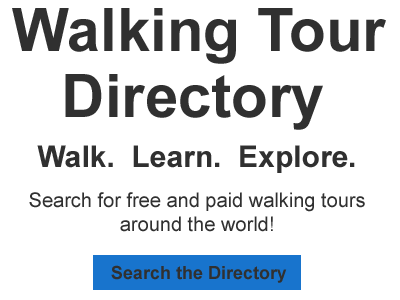 Walking Tour
Directory
Walk. Learn. Explore.
Search for free and paid walking tours
around the world!
Search the Directory